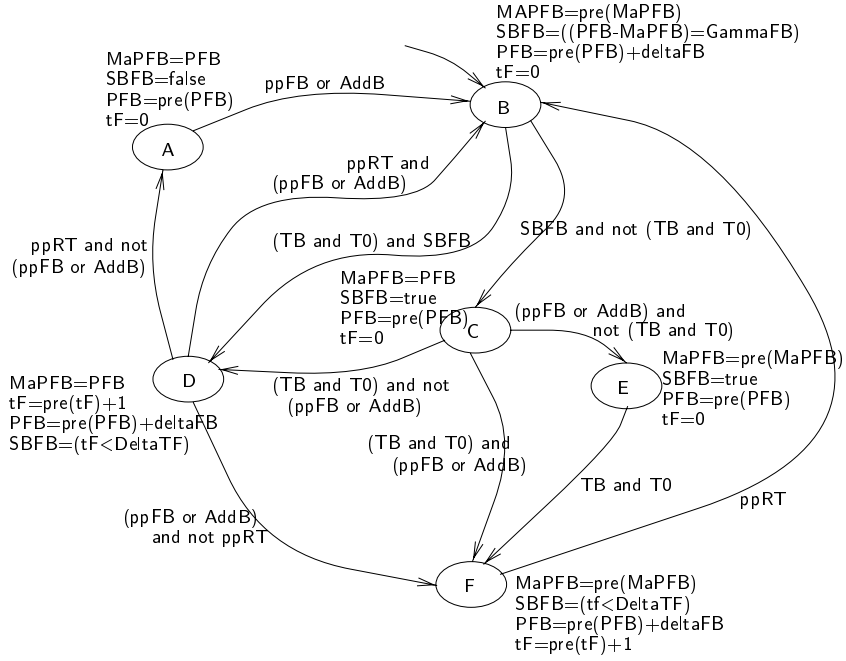 MAPFB=pre(MaPFB)
SBFB=((PFB-MaPFB)=GammaFB)
PFB=pre(PFB)+deltaFB
tF=0
B
MaPFB=PFB
SBFB=false
PFB=pre(PFB)
tF=0
A
ppFB or AddB
ppRT and
(ppFB or AddB)
(TB and T0) and SBFB
SBFB and not (TB and T0)
ppRT and not
(ppFB or AddB)
MaPFB=PFB
SBFB=true
PFB=pre(PFB)
tF=0
C
(ppFB or AddB) and
not (TB and T0)
MaPFB=pre(MaPFB)
SBFB=true
PFB=pre(PFB)
tF=0
E
D
MaPFB=PFB
tF=pre(tF)+1
PFB=pre(PFB)+deltaFB
SBFB=(tF<DeltaTF)
(TB and T0) and not
(ppFB or AddB)
(TB and T0) and
(ppFB or AddB)
TB and T0
ppRT
(ppFB or AddB)
and not ppRT
F
MaPFB=pre(MaPFB)
SBFB=(tf<DeltaTF)
PFB=pre(PFB)+deltaFB
tF=pre(tF)+1